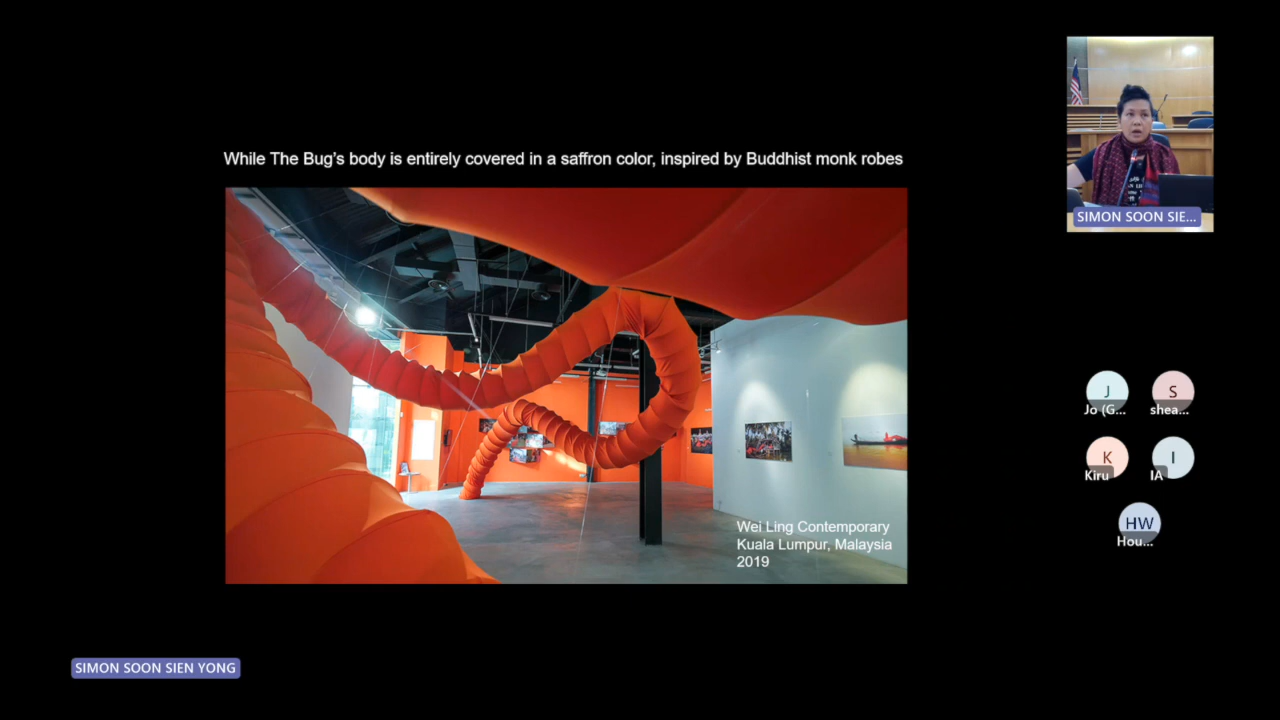 While The Bug's body is entirely covered in a saffron color, inspired by Buddhist monk robes
Wei Ling Contemporary
Kuala Lumpur, Malaysia
2019
SIMON SOON SIE...
J
Jo (G...
S
shea...
K
Kiru
I
IA
HW
Hou...
SIMON SOON SIEN YONG